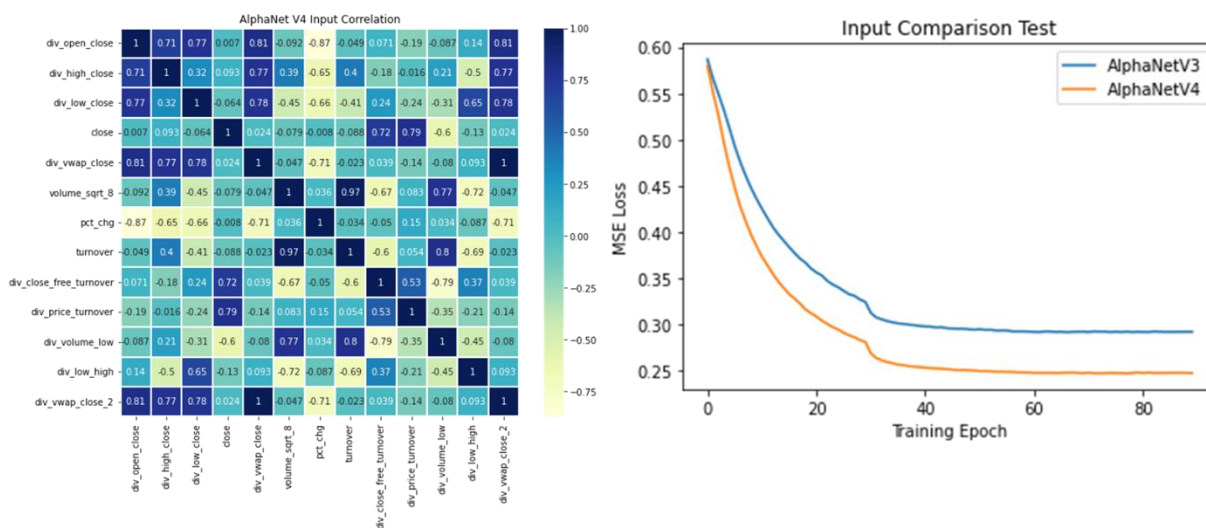 AlphaNet V4 Input Correlation
div_open_close 1 0.71 0.77 0.007 0.81 -0.092 -0.87 -0.049 0.071 -0.19 -0.087 0.14 0.81
div_high_close 0.71 1 0.32 0.093 0.77 0.39 -0.65 0.4 -0.18 -0.016 0.21 -0.5 0.77
div_low_close 0.77 0.32 1 -0.064 0.78 -0.45 -0.66 -0.41 0.24 -0.24 -0.31 0.65 0.78
close 0.007 0.093 -0.064 1 0.024 -0.079 -0.008 -0.088 0.72 0.79 -0.6 -0.13 0.024
div_vwap_close 0.81 0.77 0.78 0.024 1 -0.047 -0.71 -0.023 0.039 -0.14 -0.08 0.093 1
volume_sqrt_8 -0.092 0.39 -0.45 -0.079 -0.047 1 0.036 0.97 -0.67 0.083 0.77 -0.72 -0.047
pct_chg -0.87 -0.65 -0.66 -0.008 -0.71 0.036 1 -0.034 -0.05 0.15 0.034 -0.087 -0.71
turnover -0.049 0.4 -0.41 -0.088 -0.023 0.97 -0.034 1 -0.6 0.054 0.8 -0.69 -0.023
div_close_free_turnover 0.071 -0.18 0.24 0.72 0.039 -0.67 -0.05 -0.6 1 0.53 -0.79 0.37 0.039
div_price_turnover -0.19 -0.016 -0.24 0.79 -0.14 0.083 0.15 0.054 0.53 1 -0.35 -0.21 -0.14
div_volume_low -0.087 0.21 -0.31 -0.6 -0.08 0.77 0.034 0.8 -0.79 -0.35 1 -0.45 -0.08
div_low_high 0.14 -0.5 0.65 -0.13 0.093 -0.72 -0.087 -0.69 0.37 -0.21 -0.45 1 0.093
div_vwap_close_2 0.81 0.77 0.78 0.024 1 -0.047 -0.71 -0.023 0.039 -0.14 -0.08 0.093 1
div_open_close
div_high_close
div_low_close
close
div_vwap_close
volume_sqrt_8
pct_chg
turnover
div_close_free_turnover
div_price_turnover
div_volume_low
div_low_high
div_vwap_close_2
1.00
0.75
0.50
0.25
0.00
-0.25
-0.50
-0.75
Input Comparison Test
AlphaNetV3
AlphaNetV4
MSE Loss
0.60
0.55
0.50
0.45
0.40
0.35
0.30
0.25
0 20 40 60 80
Training Epoch